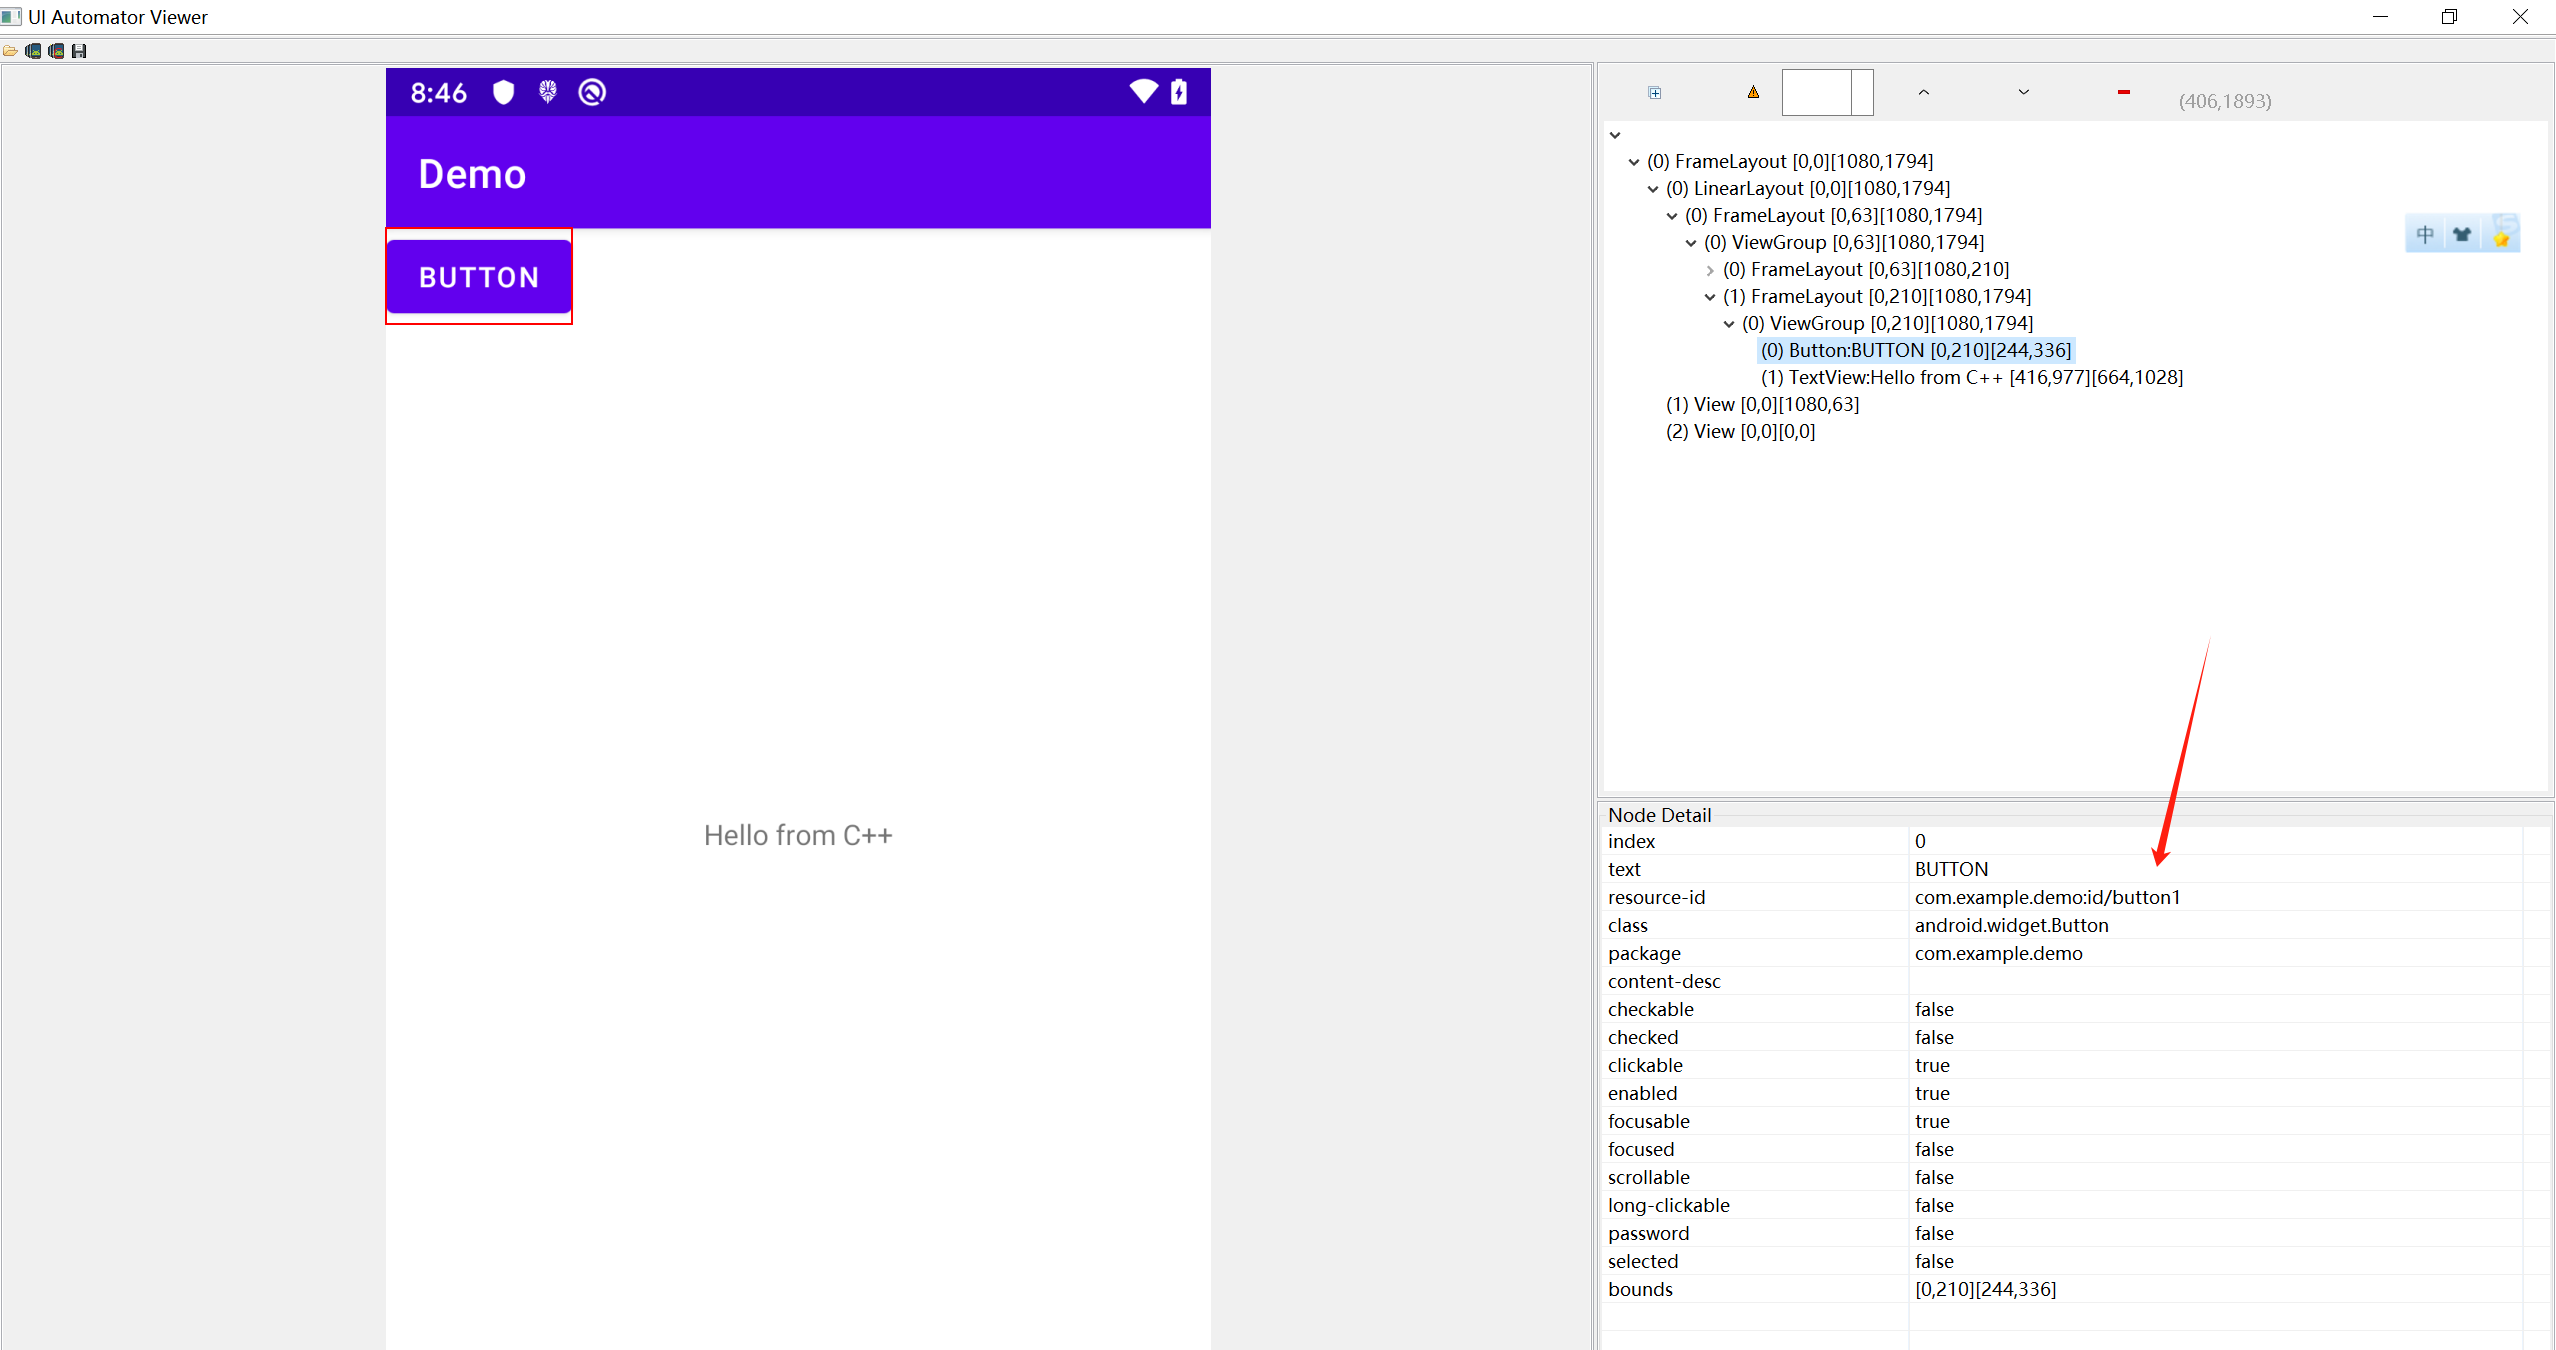 UI Automator Viewer
8:46
Demo
BUTTON
Hello from C++
(406,1893)
(0) FrameLayout [0,0][1080,1794]
(0) LinearLayout [0,0][1080,1794]
(0) FrameLayout [0,63][1080,1794]
(0) ViewGroup [0,63][1080,1794]
(0) FrameLayout [0,63][1080,210]
(1) FrameLayout [0,210][1080,1794]
(0) ViewGroup [0,210][1080,1794]
(0) Button:BUTTON [0,210][244,336]
(1) TextView:Hello from C++ [416,977][664,1028]
(1) View [0,0][1080,63]
(2) View [0,0][0,0]
中
Node Detail
index 0
text BUTTON
resource-id com.example.demo:id/button1
class android.widget.Button
package com.example.demo
content-desc
checkable false
checked false
clickable true
enabled true
focusable true
focused false
scrollable false
long-clickable false
password false
selected false
bounds [0,210][244,336]